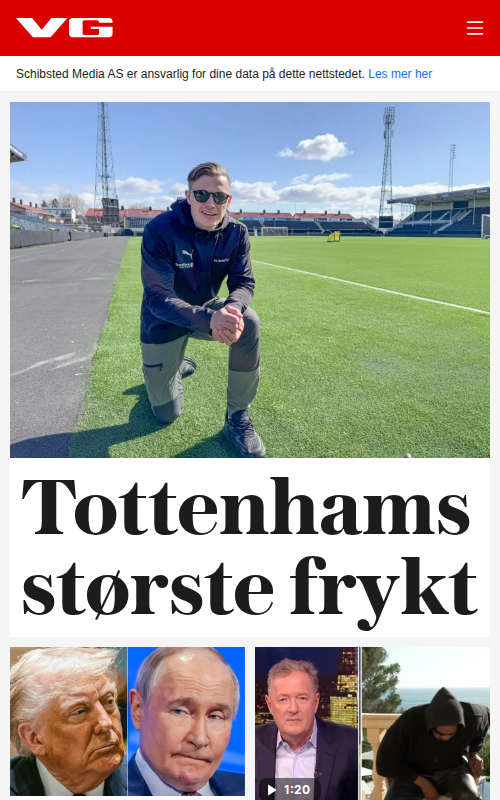 VG
Schibsted Media AS er ansvarlig for dine data på dette nettstedet. Les mer her
Tottenhams
største frykt
1:20